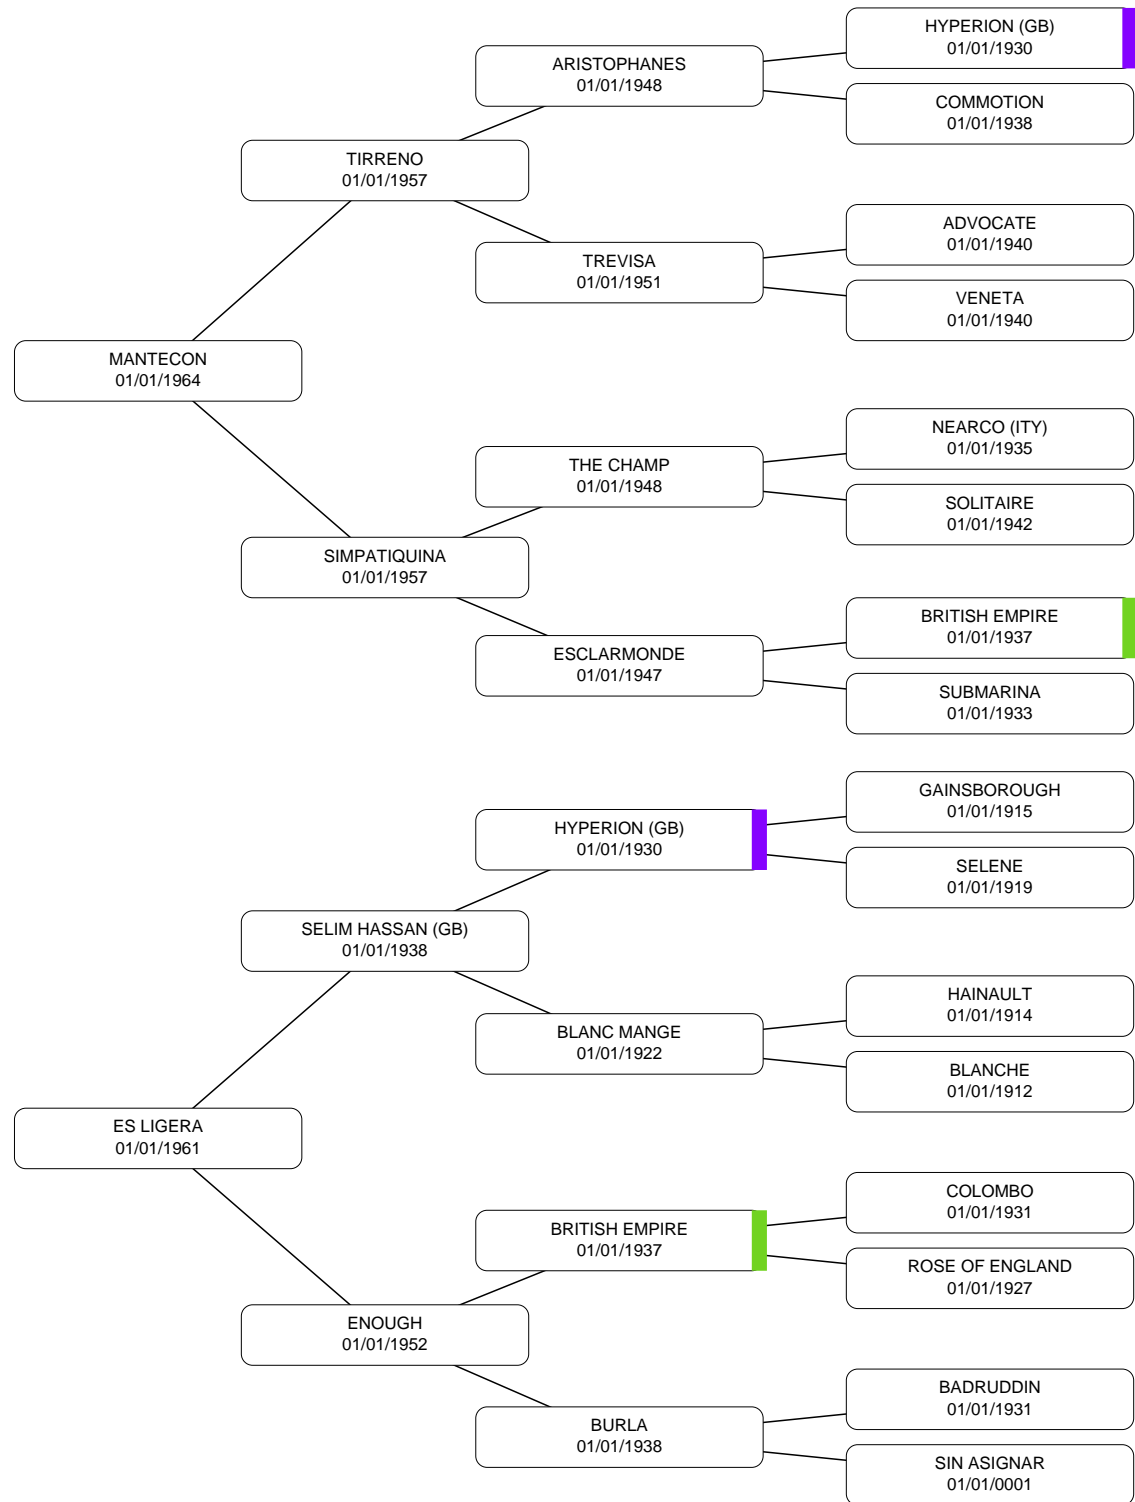 HYPERION (GB)
01/01/1930
ARISTOPHANES
01/01/1948
COMMOTION
01/01/1938
TIRRENO
01/01/1957
ADVOCATE
01/01/1940
TREVISA
01/01/1951
VENETA
01/01/1940
MANTECON
01/01/1964
NEARCO (ITY)
01/01/1935
THE CHAMP
01/01/1948
SOLITAIRE
01/01/1942
SIMPATIQUINA
01/01/1957
BRITISH EMPIRE
01/01/1937
ESCLARMONDE
01/01/1947
SUBMARINA
01/01/1933
GAINSBOROUGH
01/01/1915
HYPERION (GB)
01/01/1930
SELENE
01/01/1919
SELIM HASSAN (GB)
01/01/1938
HAINAULT
01/01/1914
BLANC MANGE
01/01/1922
BLANCHE
01/01/1912
ES LIGERA
01/01/1961
COLOMBO
01/01/1931
BRITISH EMPIRE
01/01/1937
ROSE OF ENGLAND
01/01/1927
ENOUGH
01/01/1952
BADRUDDIN
01/01/1931
BURLA
01/01/1938
SIN ASIGNAR
01/01/0001